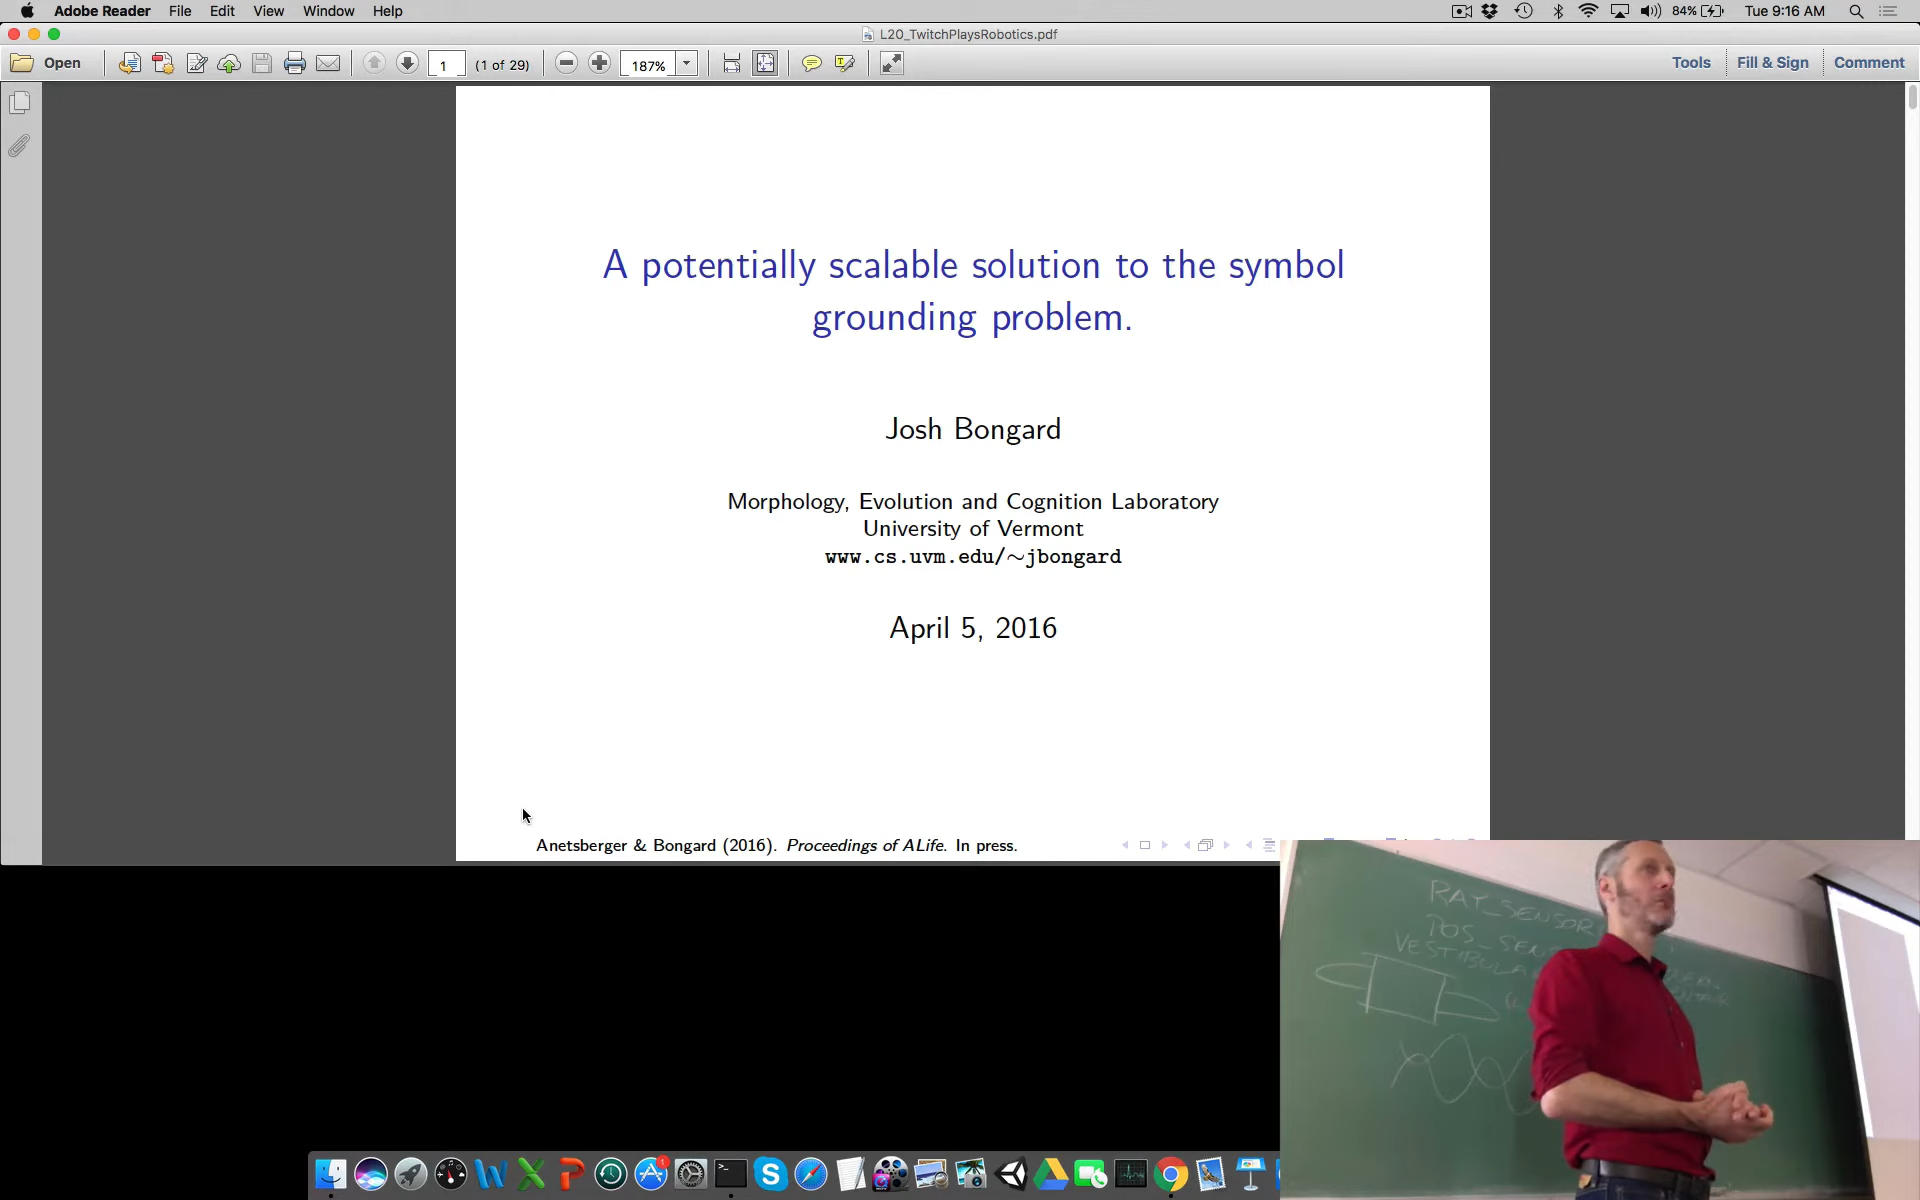 Adobe Reader File Edit View Window Help 84% Tue 9:16 AM
L20_TwitchPlaysRobotics.pdf
Open 1 (1 of 29) 187% Tools Fill & Sign Comment
A potentially scalable solution to the symbol
grounding problem.
Josh Bongard
Morphology, Evolution and Cognition Laboratory
University of Vermont
www.cs.uvm.edu/~jbongard
April 5, 2016
Anetsberger & Bongard (2016). Proceedings of ALife. In press.
RAY_SENSOR
POS_SEN
VESTIBULA